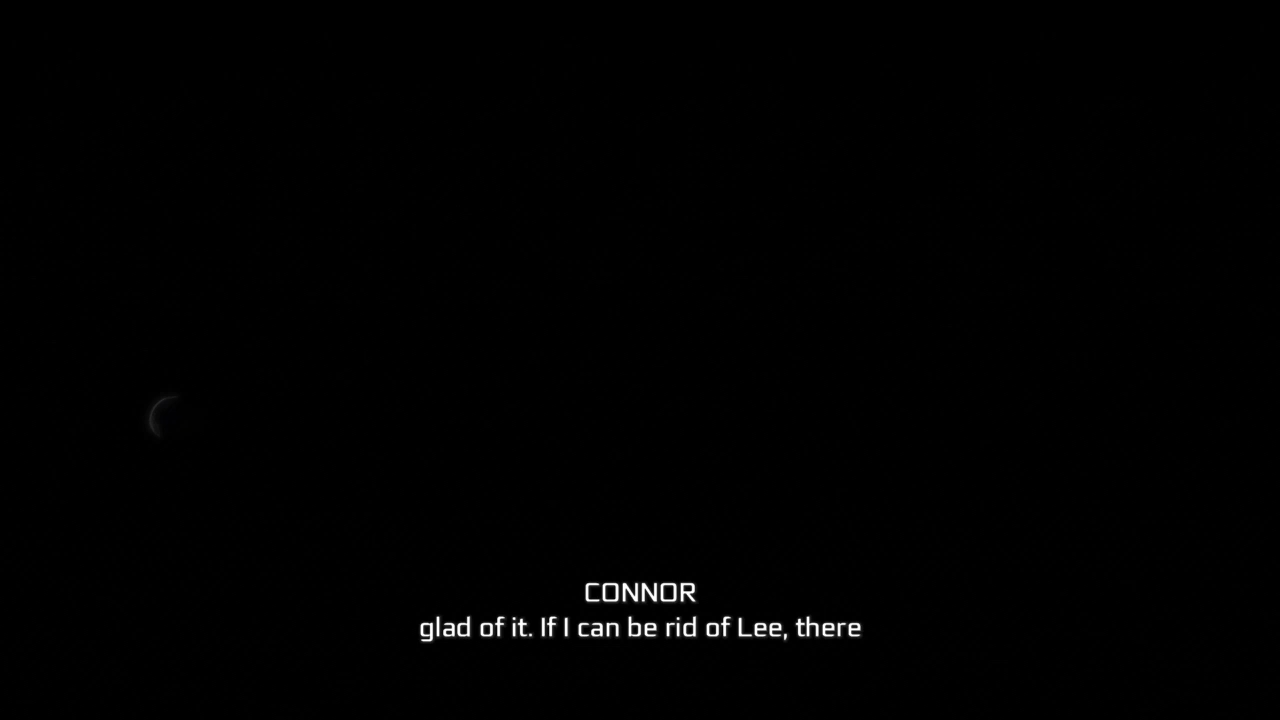 CONNOR
glad of it. If I can be rid of Lee, there